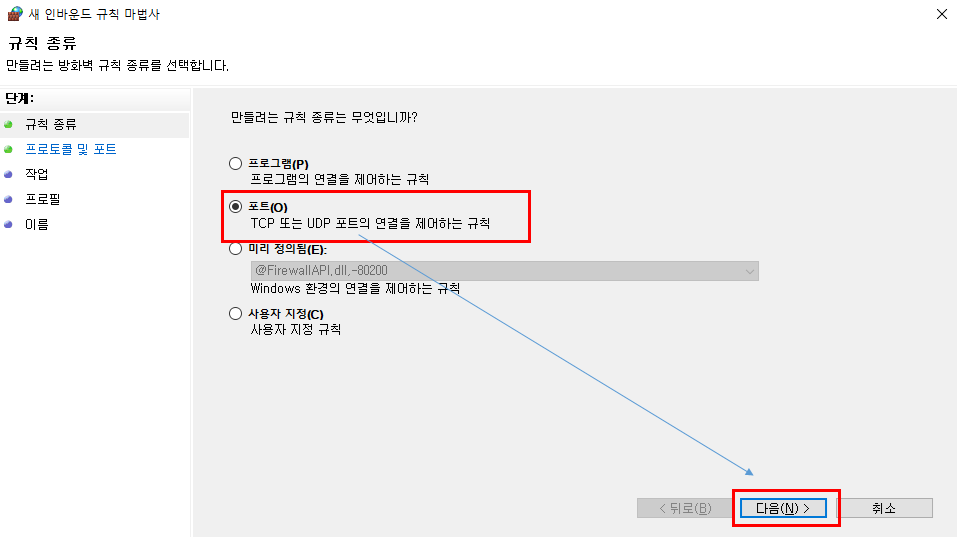 새 인바운드 규칙 마법사
규칙 종류
만들려는 방화벽 규칙 종류를 선택합니다.
단계:
규칙 종류
프로토콜 및 포트
작업
프로필
이름
만들려는 규칙 종류는 무엇입니까?
프로그램(P)
프로그램의 연결을 제어하는 규칙
포트(O)
TCP 또는 UDP 포트의 연결을 제어하는 규칙
미리 정의됨(E):
@FirewallAPI.dll,-80200
Windows 환경의 연결을 제어하는 규칙
사용자 지정(C)
사용자 지정 규칙
< 뒤로(B)
다음(N) >
취소